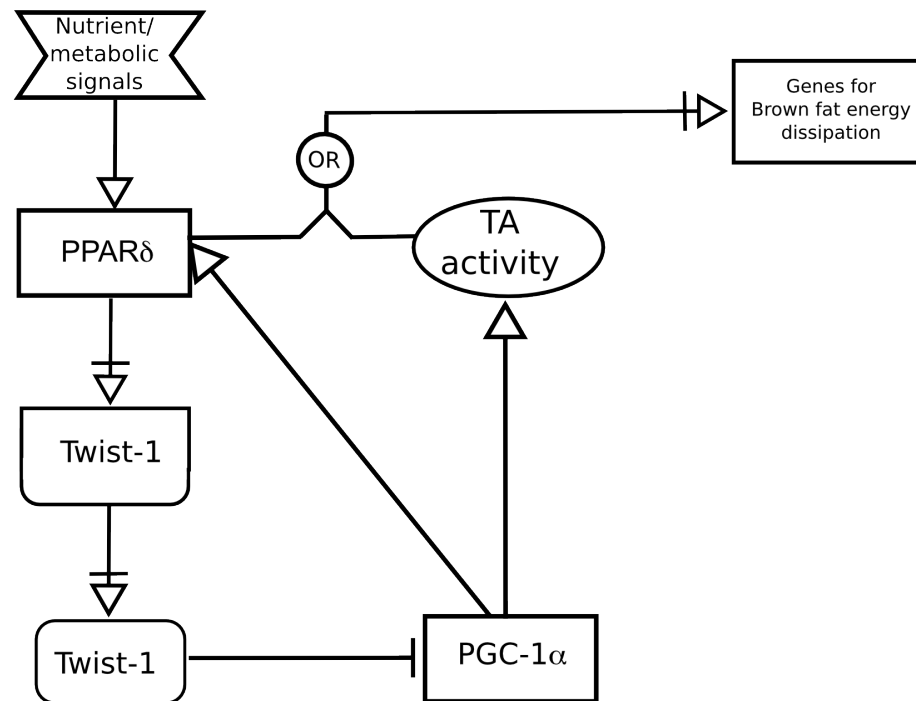 Nutrient/
metabolic
signals
Genes for
Brown fat energy
dissipation
OR
PPARδ
TA
activity
Twist-1
Twist-1
PGC-1α